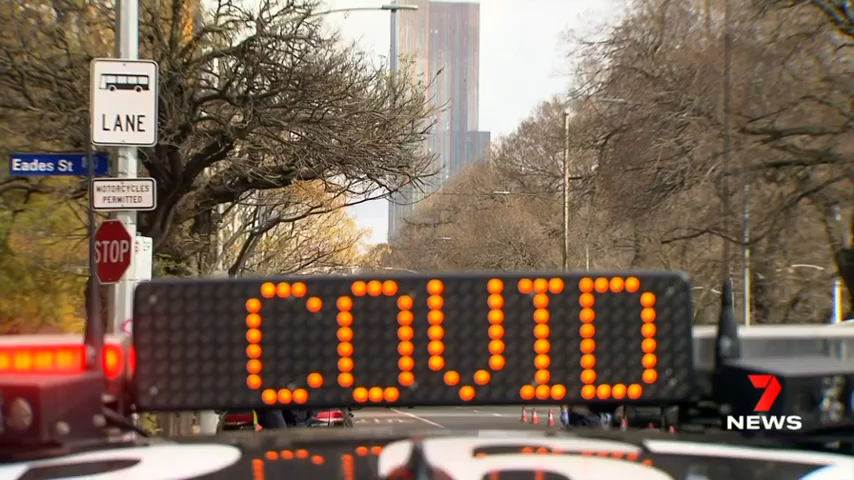 LANE
Eades St
MOTORCYCLES
PERMITTED
STOP
COVID
7
NEWS